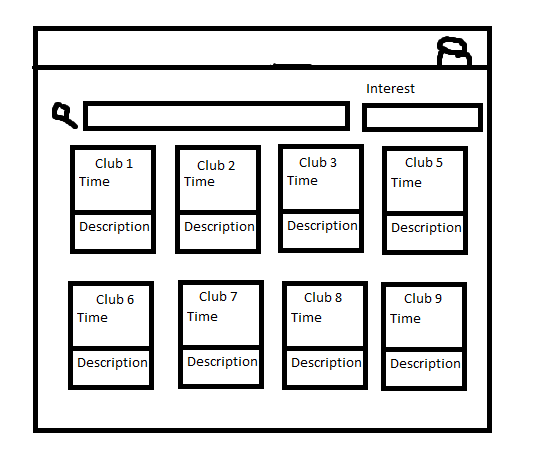 Interest
Club 1
Time
Description
Club 2
Time
Description
Club 3
Time
Description
Club 5
Time
Description
Club 6
Time
Description
Club 7
Time
Description
Club 8
Time
Description
Club 9
Time
Description